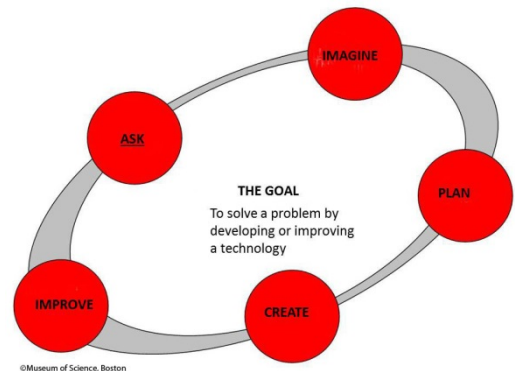 IMAGINE
ASK
PLAN
THE GOAL
To solve a problem by
developing or improving
a technology
IMPROVE
CREATE
©Museum of Science, Boston